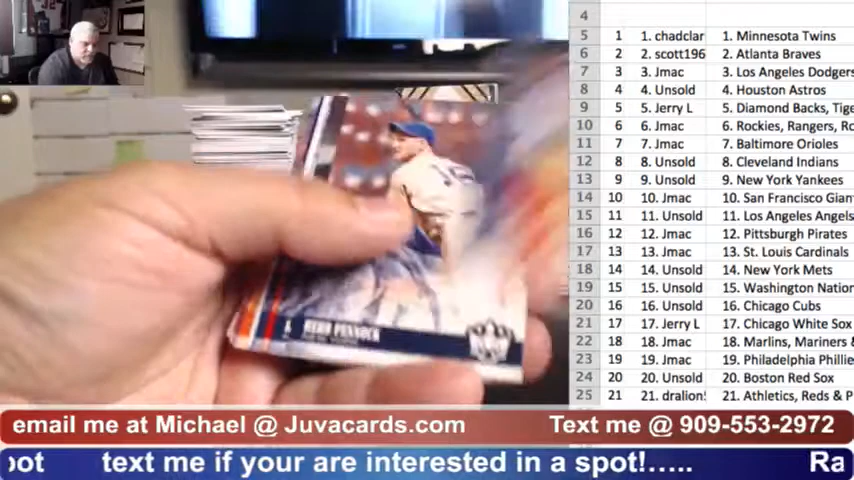 4
5 1 1. chadclar 1. Minnesota Twins
6 2 2. scott196 2. Atlanta Braves
7 3 3. Jmac 3. Los Angeles Dodgers
8 4 4. Unsold 4. Houston Astros
9 5 5. Jerry L 5. Diamond Backs, Tige
10 6 6. Jmac 6. Rockies, Rangers, Ro
11 7 7. Jmac 7. Baltimore Orioles
12 8 8. Unsold 8. Cleveland Indians
13 9 9. Unsold 9. New York Yankees
14 10 10. Jmac 10. San Francisco Giant
15 11 11. Unsold 11. Los Angeles Angels
16 12 12. Jmac 12. Pittsburgh Pirates
17 13 13. Jmac 13. St. Louis Cardinals
18 14 14. Unsold 14. New York Mets
19 15 15. Unsold 15. Washington Nation
20 16 16. Unsold 16. Chicago Cubs
21 17 17. Jerry L 17. Chicago White Sox
22 18 18. Jmac 18. Marlins, Mariners &
23 19 19. Jmac 19. Philadelphia Phillie
24 20 20. Unsold 20. Boston Red Sox
25 21 21. dralion! 21. Athletics, Reds & P
HERB PENNOCK
email me at Michael @ Juvacards.com Text me @ 909-553-2972
oot text me if your are interested in a spot!..... Ra